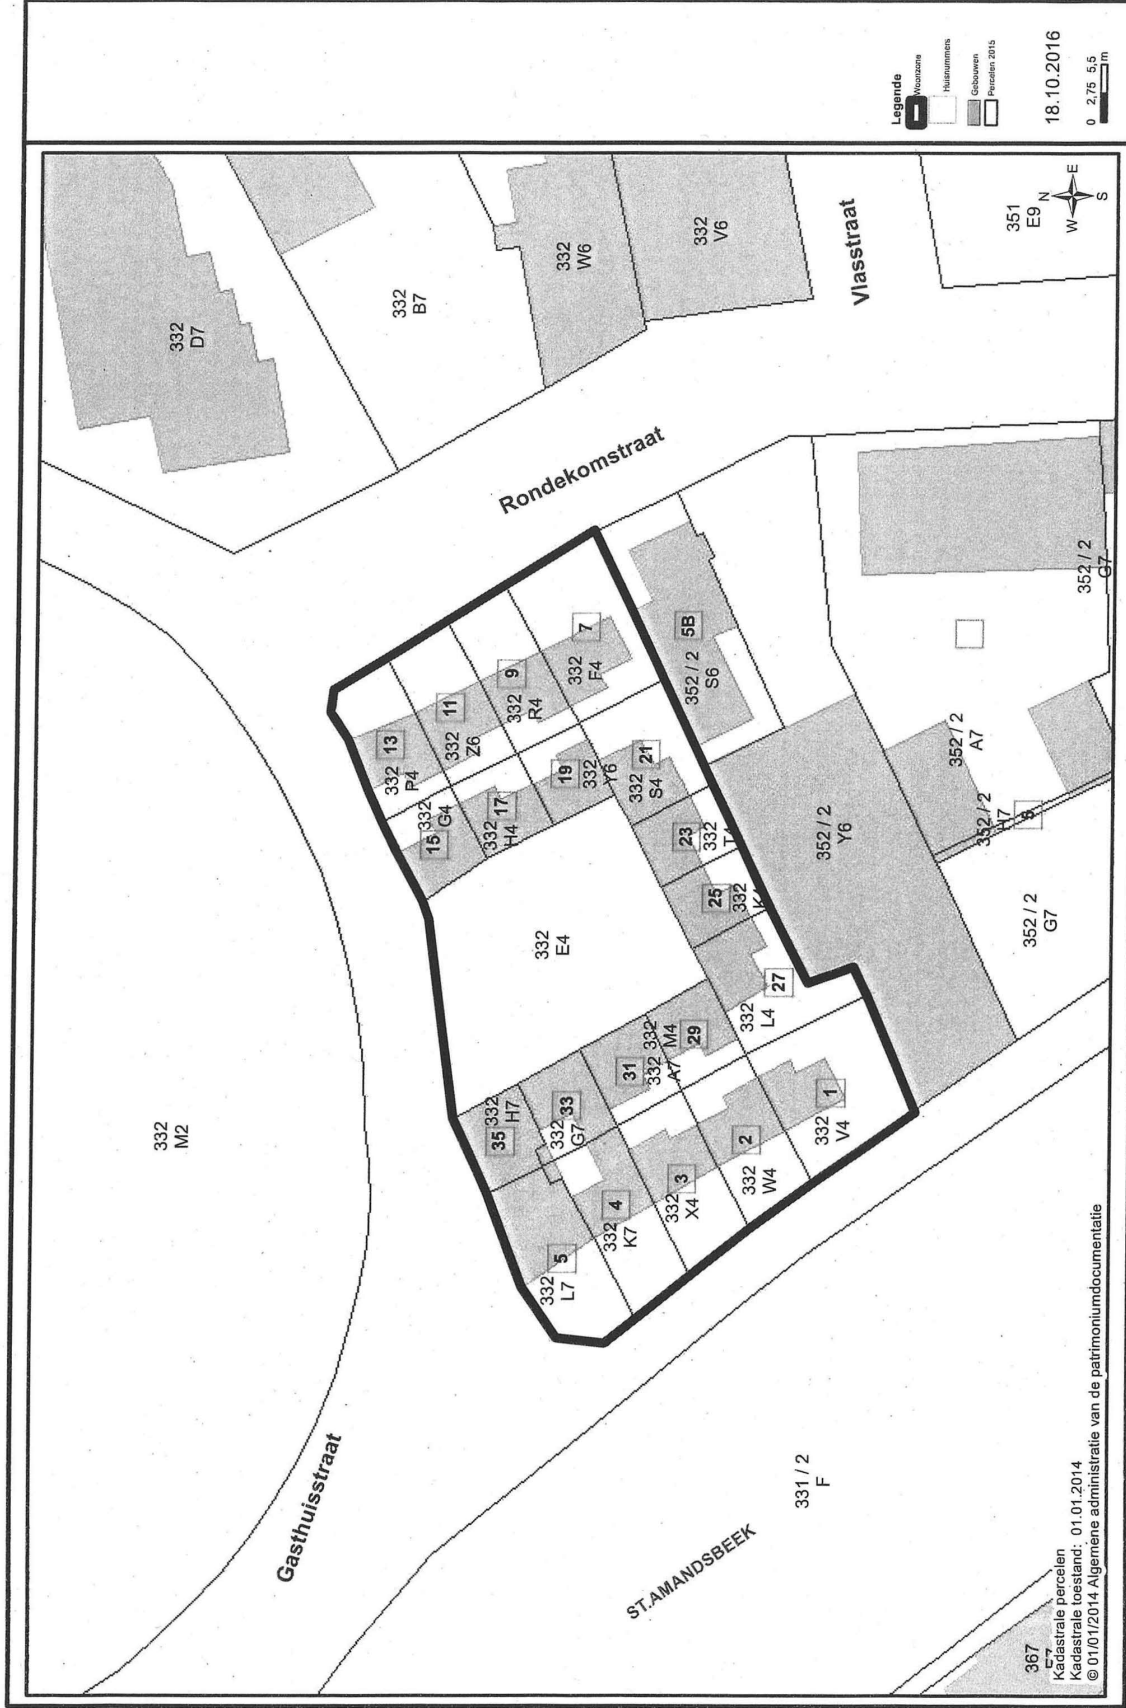 Gasthuisstraat
Rondekomstraat
Vlasstraat
ST.AMANDSBEEK
332
M2
332
D7
332
B7
332
W6
332
V6
351
E9
N
W
E
S
331 / 2
F
367
332
E4
5
332
L7
4
332
K7
3
332
X4
2
332
W4
1
332
V4
35
332
H7
33
332
G7
31
332
A7
29
332
M4
27
332
L4
25
332
23
332
T4
21
332
S4
19
332
Y6
17
332
H4
15
332
G4
13
332
P4
11
332
Z6
9
332
R4
7
332
F4
5B
352 / 2
S6
352 / 2
Y6
352 / 2
A7
352 / 2
H7
352 / 2
G7
352 / 2
G7
Kadastrale percelen
Kadastrale toestand: 01.01.2014
© 01/01/2014 Algemene administratie van de patrimoniumdocumentatie
Legende
Woonzone
Huisnummers
Gebouwen
Percelen 2015
18.10.2016
0 2,75 5,5
m